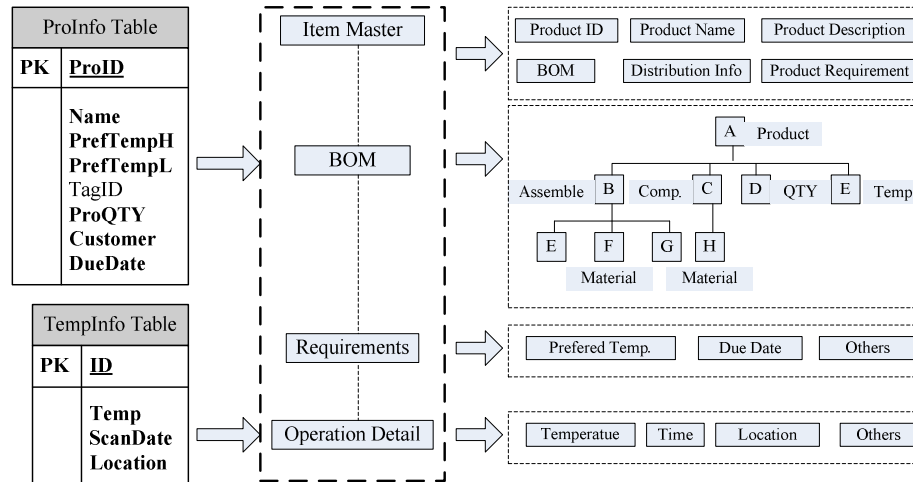 ProInfo Table
PK ProID
Name
PrefTempH
PrefTempL
TagID
ProQTY
Customer
DueDate
TempInfo Table
PK ID
Temp
ScanDate
Location
Item Master
BOM
Requirements
Operation Detail
Product ID Product Name Product Description
BOM Distribution Info Product Requirement
A Product
Assemble B Comp. C D QTY E Temp
E F G H
Material Material
Prefered Temp. Due Date Others
Temperatue Time Location Others